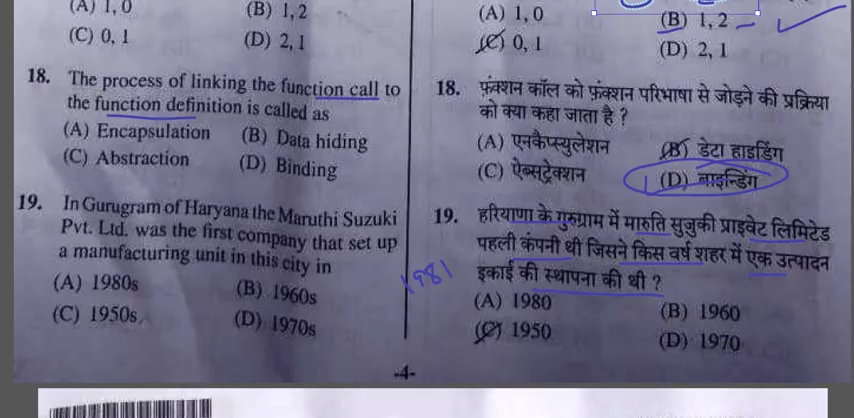 (A) 1, 0
(B) 1, 2
(C) 0, 1
(D) 2, 1
18. The process of linking the function call to
the function definition is called as
(A) Encapsulation
(B) Data hiding
(C) Abstraction
(D) Binding
19. In Gurugram of Haryana the Maruthi Suzuki
Pvt. Ltd. was the first company that set up
a manufacturing unit in this city in
(A) 1980s
(B) 1960s
(C) 1950s
(D) 1970s
(A) 1, 0
(B) 1, 2
(C) 0, 1
(D) 2, 1
18. फ़ंक्शन कॉल को फ़ंक्शन परिभाषा से जोड़ने की प्रक्रिया
को क्या कहा जाता है ?
(A) एनकैप्स्युलेशन
(B) डेटा हाइडिंग
(C) ऐब्सट्रेक्शन
(D) बाइन्डिंग
19. हरियाणा के गुरुग्राम में मारुति सुजुकी प्राइवेट लिमिटेड
पहली कंपनी थी जिसने किस वर्ष शहर में एक उत्पादन
इकाई की स्थापना की थी ?
1981
(A) 1980
(B) 1960
(C) 1950
(D) 1970
-4-